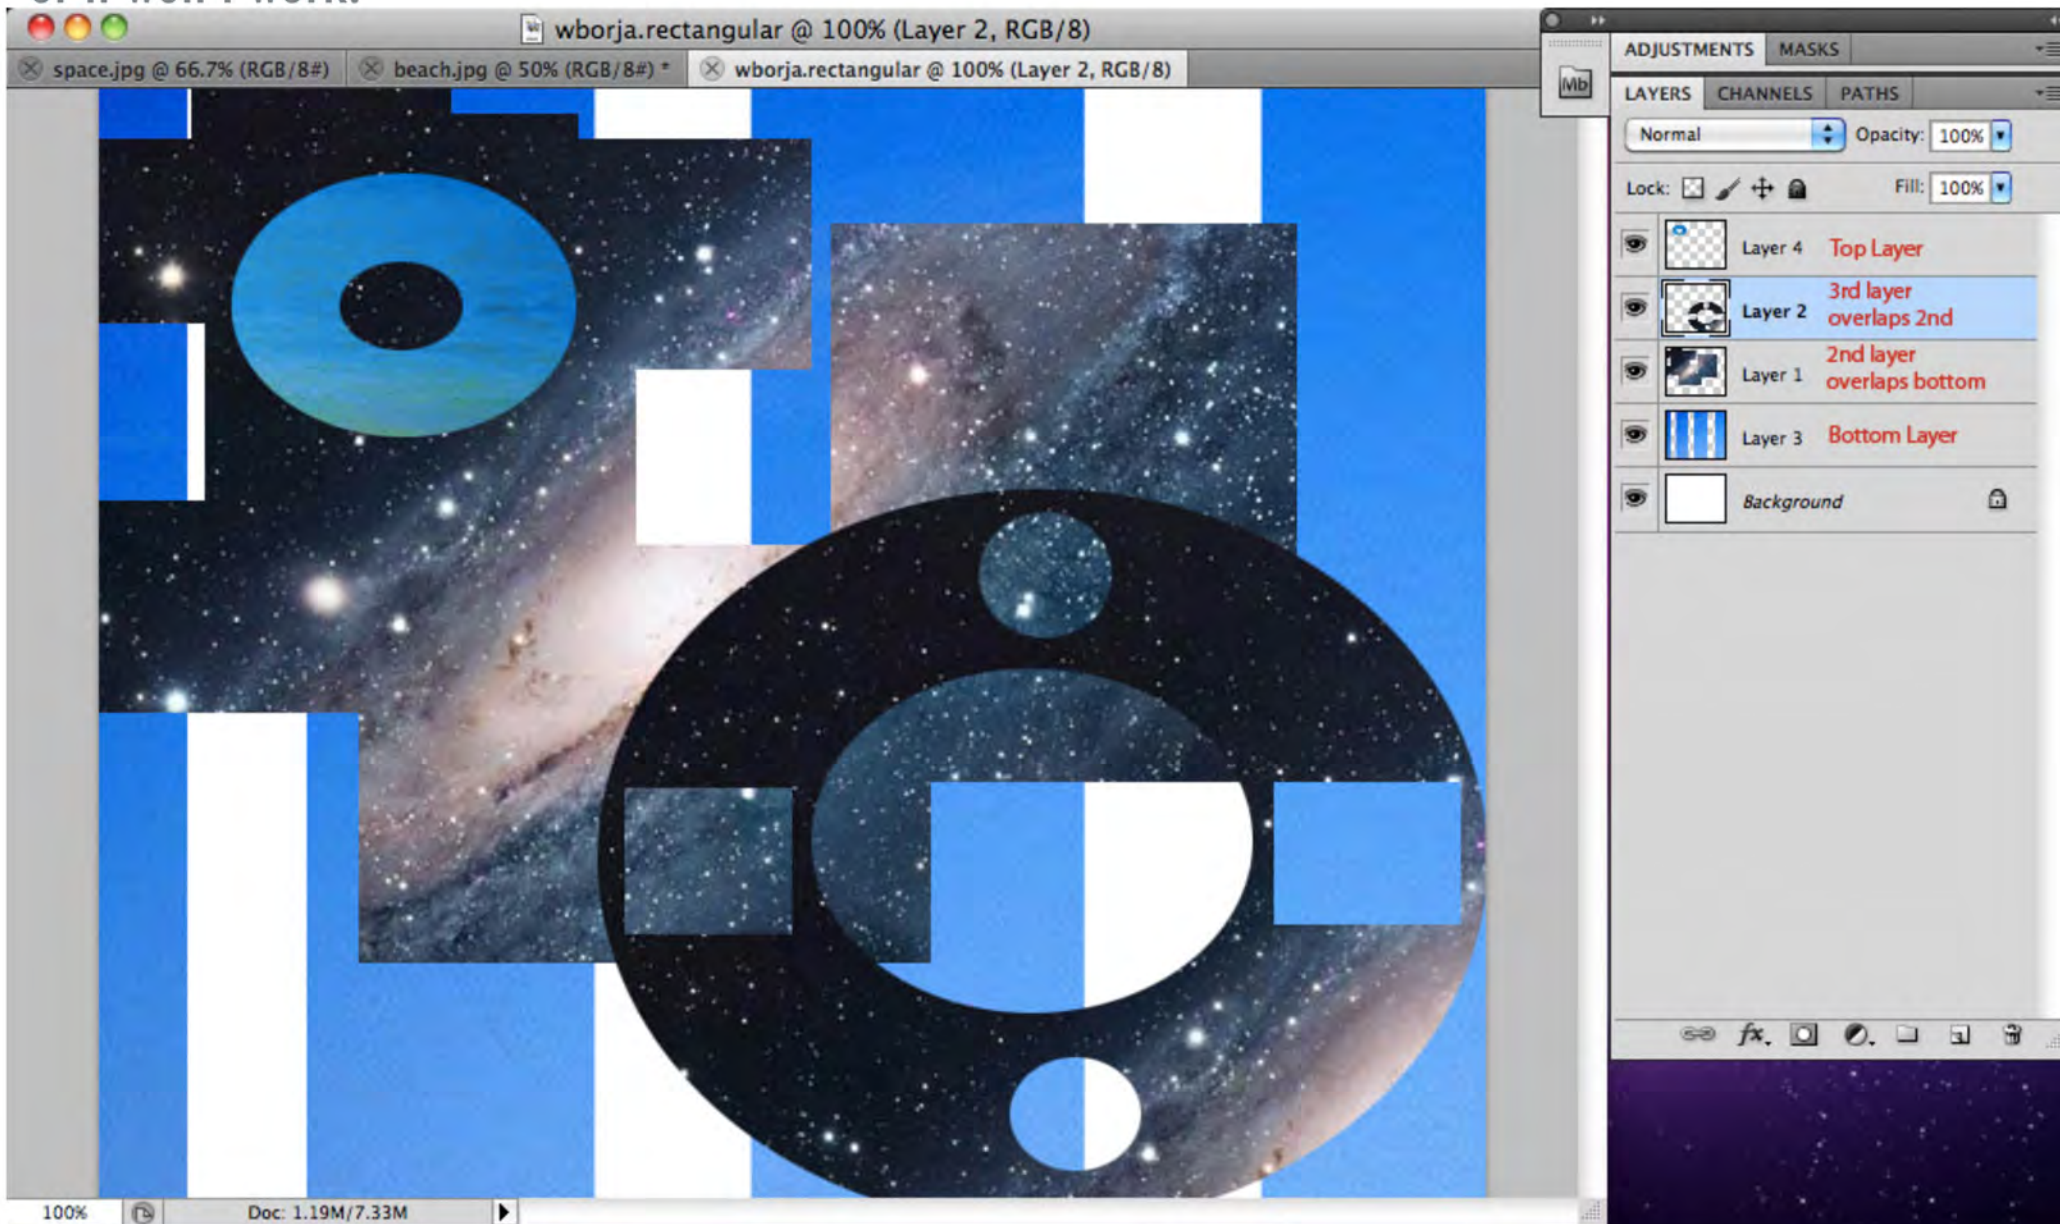 wborja.rectangular @ 100% (Layer 2, RGB/8)
space.jpg @ 66.7% (RGB/8#)
beach.jpg @ 50% (RGB/8#) *
wborja.rectangular @ 100% (Layer 2, RGB/8)
Mb
ADJUSTMENTS MASKS
LAYERS CHANNELS PATHS
Normal Opacity: 100%
Lock: Fill: 100%
Layer 4 Top Layer
Layer 2 3rd layer
overlaps 2nd
Layer 1 2nd layer
overlaps bottom
Layer 3 Bottom Layer
Background
fx.
100% Doc: 1.19M/7.33M